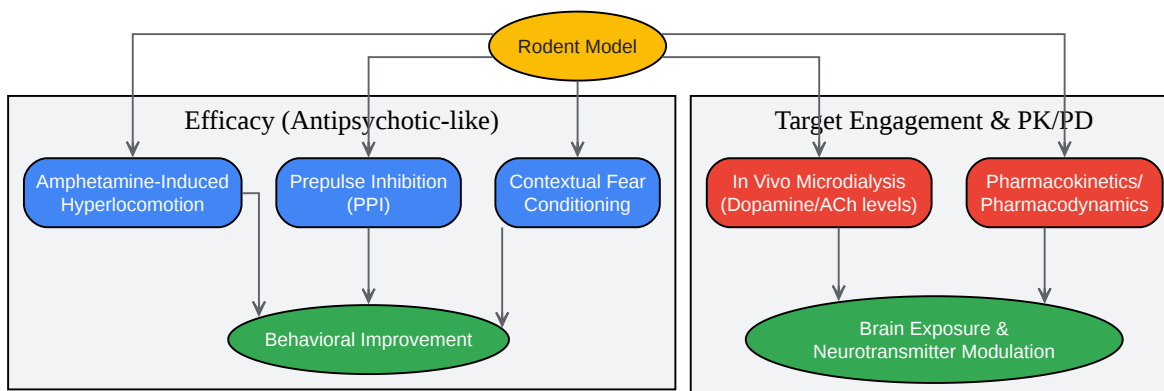 Rodent Model
Efficacy (Antipsychotic-like)
Target Engagement & PK/PD
Amphetamine-Induced
Hyperlocomotion
Prepulse Inhibition
(PPI)
Contextual Fear
Conditioning
In Vivo Microdialysis
(Dopamine/ACh levels)
Pharmacokinetics/
Pharmacodynamics
Behavioral Improvement
Brain Exposure &
Neurotransmitter Modulation